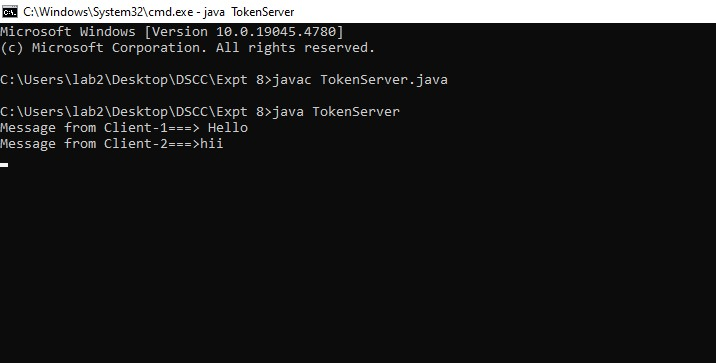 C:\Windows\System32\cmd.exe - java  TokenServer
Microsoft Windows [Version 10.0.19045.4780]
(c) Microsoft Corporation. All rights reserved.
C:\Users\lab2\Desktop\DSCC\Expt 8>javac TokenServer.java
C:\Users\lab2\Desktop\DSCC\Expt 8>java TokenServer
Message from Client-1===> Hello
Message from Client-2===>hii